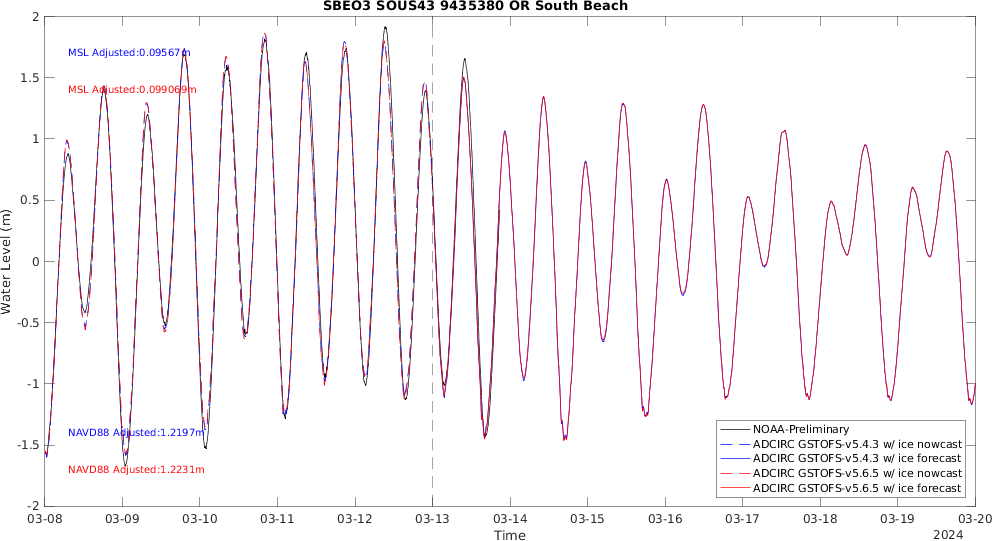 SBEO3 SOUS43 9435380 OR South Beach
MSL Adjusted:0.09567m
MSL Adjusted:0.099069m
NAVD88 Adjusted:1.2197m
NAVD88 Adjusted:1.2231m
Water Level (m)
2
1.5
1
0.5
0
-0.5
-1
-1.5
-2
NOAA-Preliminary
ADCIRC GSTOFS-v5.4.3 w/ ice nowcast
ADCIRC GSTOFS-v5.4.3 w/ ice forecast
ADCIRC GSTOFS-v5.6.5 w/ ice nowcast
ADCIRC GSTOFS-v5.6.5 w/ ice forecast
03-08 03-09 03-10 03-11 03-12 03-13 03-14 03-15 03-16 03-17 03-18 03-19 03-20
Time
2024